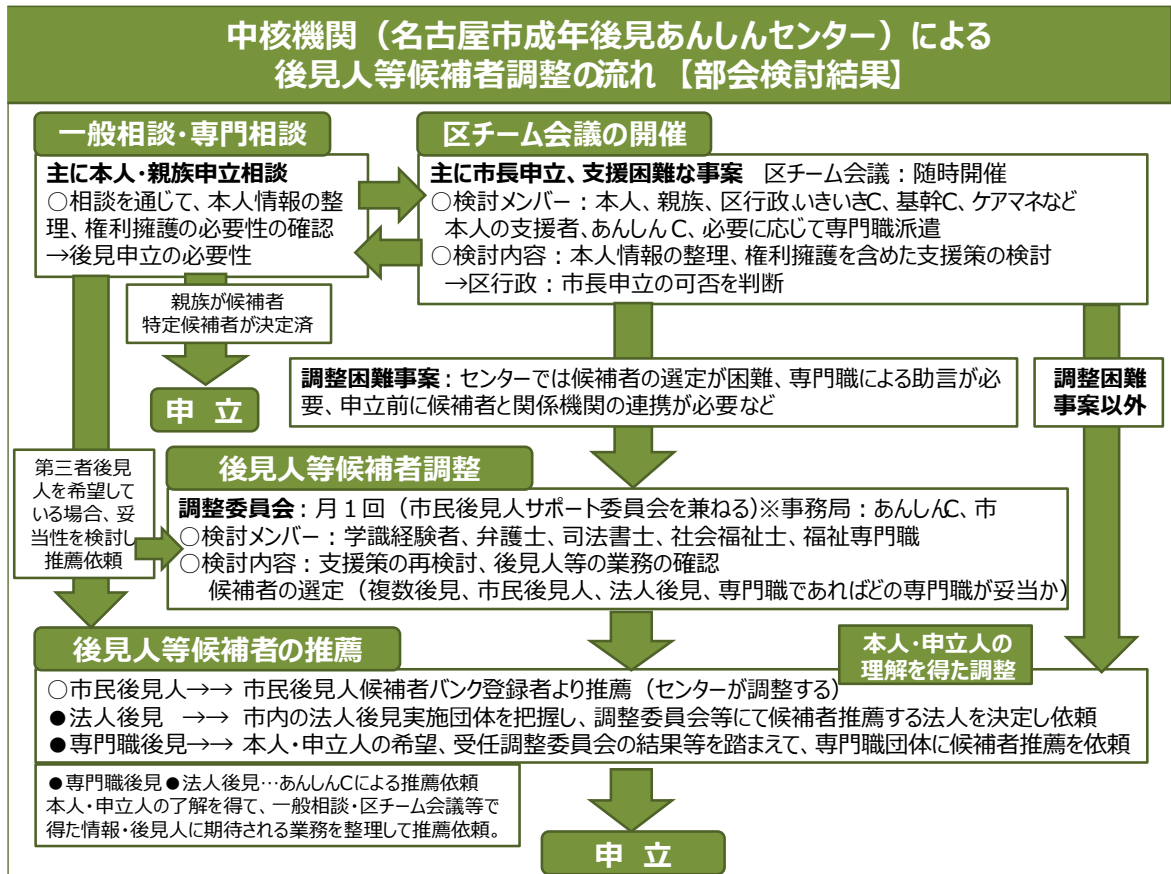 中核機関（名古屋市成年後見あんしんセンター）による
後見人等候補者調整の流れ【部会検討結果】
一般相談・専門相談
主に本人・親族申立相談
○相談を通じて、本人情報の整
理、権利擁護の必要性の確認
→後見申立の必要性
区チーム会議の開催
主に市長申立、支援困難な事案　区チーム会議：随時開催
○検討メンバー：本人、親族、区行政、いきいきC、基幹C、ケアマネなど
本人の支援者、あんしんC、必要に応じて専門職派遣
○検討内容：本人情報の整理、権利擁護を含めた支援策の検討
→区行政：市長申立の可否を判断
親族が候補者
特定候補者が決定済
申 立
調整困難事案：センターでは候補者の選定が困難、専門職による助言が必
要、申立前に候補者と関係機関の連携が必要など
調整困難
事案以外
第三者後見
人を希望して
いる場合、妥
当性を検討し
推薦依頼
後見人等候補者調整
調整委員会：月１回（市民後見人サポート委員会を兼ねる）※事務局：あんしんC、市
○検討メンバー：学識経験者、弁護士、司法書士、社会福祉士、福祉専門職
○検討内容：支援策の再検討、後見人等の業務の確認
候補者の選定（複数後見、市民後見人、法人後見、専門職であればどの専門職が妥当か）
後見人等候補者の推薦
本人・申立人の
理解を得た調整
○市民後見人→→ 市民後見人候補者バンク登録者より推薦（センターが調整する）
●法人後見　→→ 市内の法人後見実施団体を把握し、調整委員会等にて候補者推薦する法人を決定し依頼
●専門職後見→→ 本人・申立人の希望、受任調整委員会の結果等を踏まえて、専門職団体に候補者推薦を依頼
●専門職後見●法人後見…あんしんCによる推薦依頼
本人・申立人の了解を得て、一般相談・区チーム会議等で
得た情報・後見人に期待される業務を整理して推薦依頼。
申 立